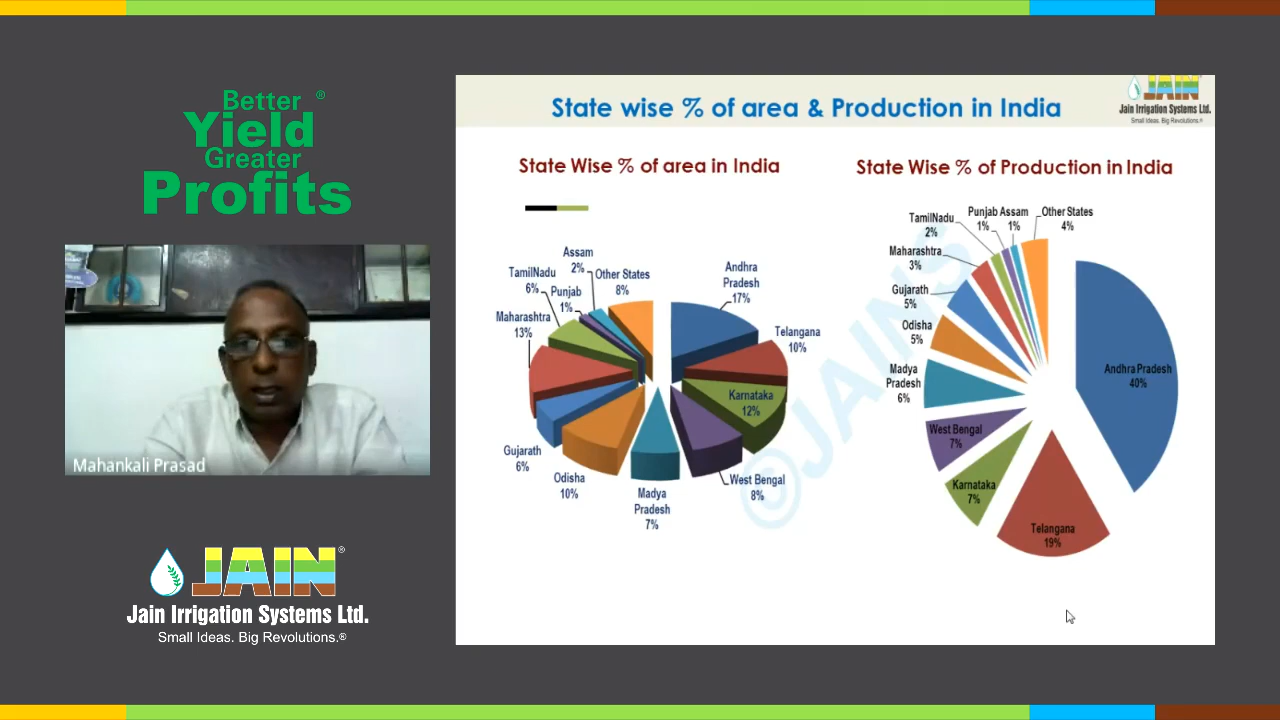 Better ®
Yield
Greater
Profits
Mahankali Prasad
JAIN®
Jain Irrigation Systems Ltd.
Small Ideas. Big Revolutions.®
State wise % of area & Production in India
JAIN
Jain Irrigation Systems Ltd.
Small Ideas. Big Revolutions.®
State Wise % of area in India
Andhra
Pradesh
17%
Telangana
10%
Karnataka
12%
West Bengal
8%
Madya
Pradesh
7%
Odisha
10%
Gujarath
6%
Maharashtra
13%
TamilNadu
6%
Punjab
1%
Assam
2%
Other States
8%
State Wise % of Production in India
Andhra Pradesh
40%
Telangana
19%
Karnataka
7%
West Bengal
7%
Madya
Pradesh
6%
Odisha
5%
Gujarath
5%
Maharashtra
3%
TamilNadu
2%
Punjab
1%
Assam
1%
Other States
4%
©JAINS